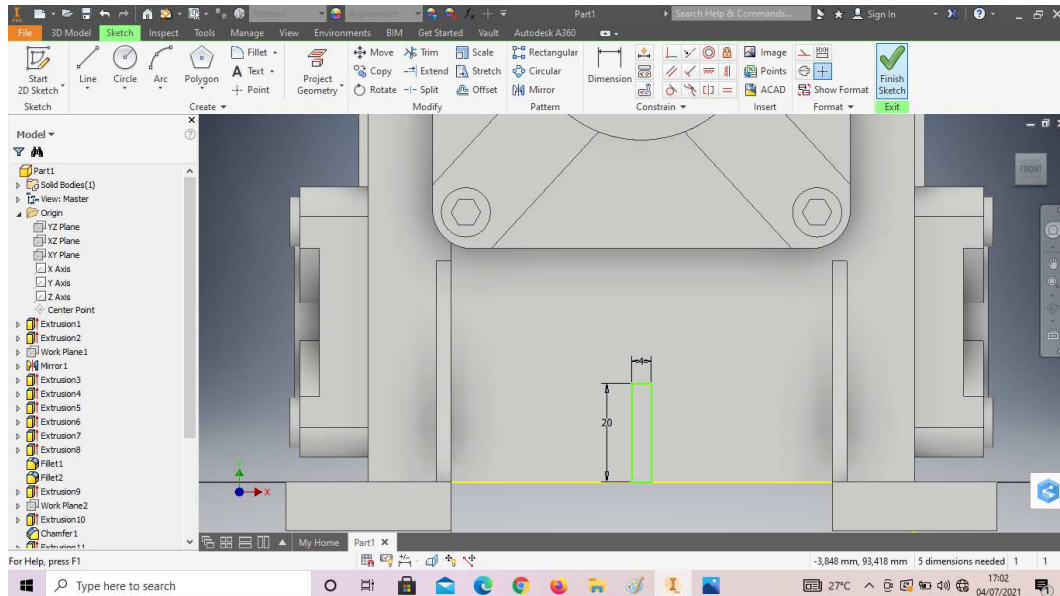 PRO
Material
Appearance
Part1
Search Help & Commands...
Sign In
File 3D Model Sketch Inspect Tools Manage View Environments BIM Get Started Vault Autodesk A360
Start
2D Sketch
Line
Circle
Arc
Polygon
Fillet
Text
Point
Project
Geometry
Move Trim Scale
Copy Extend Stretch
Rotate Split Offset
Rectangular
Circular
Mirror
Dimension
Image
Points
ACAD
Show Format
Finish
Sketch
Sketch Create Modify Pattern Constrain Insert Format Exit
Model
Part1
Solid Bodies(1)
View: Master
Origin
YZ Plane
XZ Plane
XY Plane
X Axis
Y Axis
Z Axis
Center Point
Extrusion1
Extrusion2
Work Plane1
Mirror1
Extrusion3
Extrusion4
Extrusion5
Extrusion6
Extrusion7
Extrusion8
Fillet1
Fillet2
Extrusion9
Work Plane2
Extrusion10
Chamfer1
Extrusion11
FRONT
4
20
X
My Home Part1
For Help, press F1
-3,848 mm, 93,418 mm 5 dimensions needed 1 1
Type here to search
27°C
17:02
04/07/2021